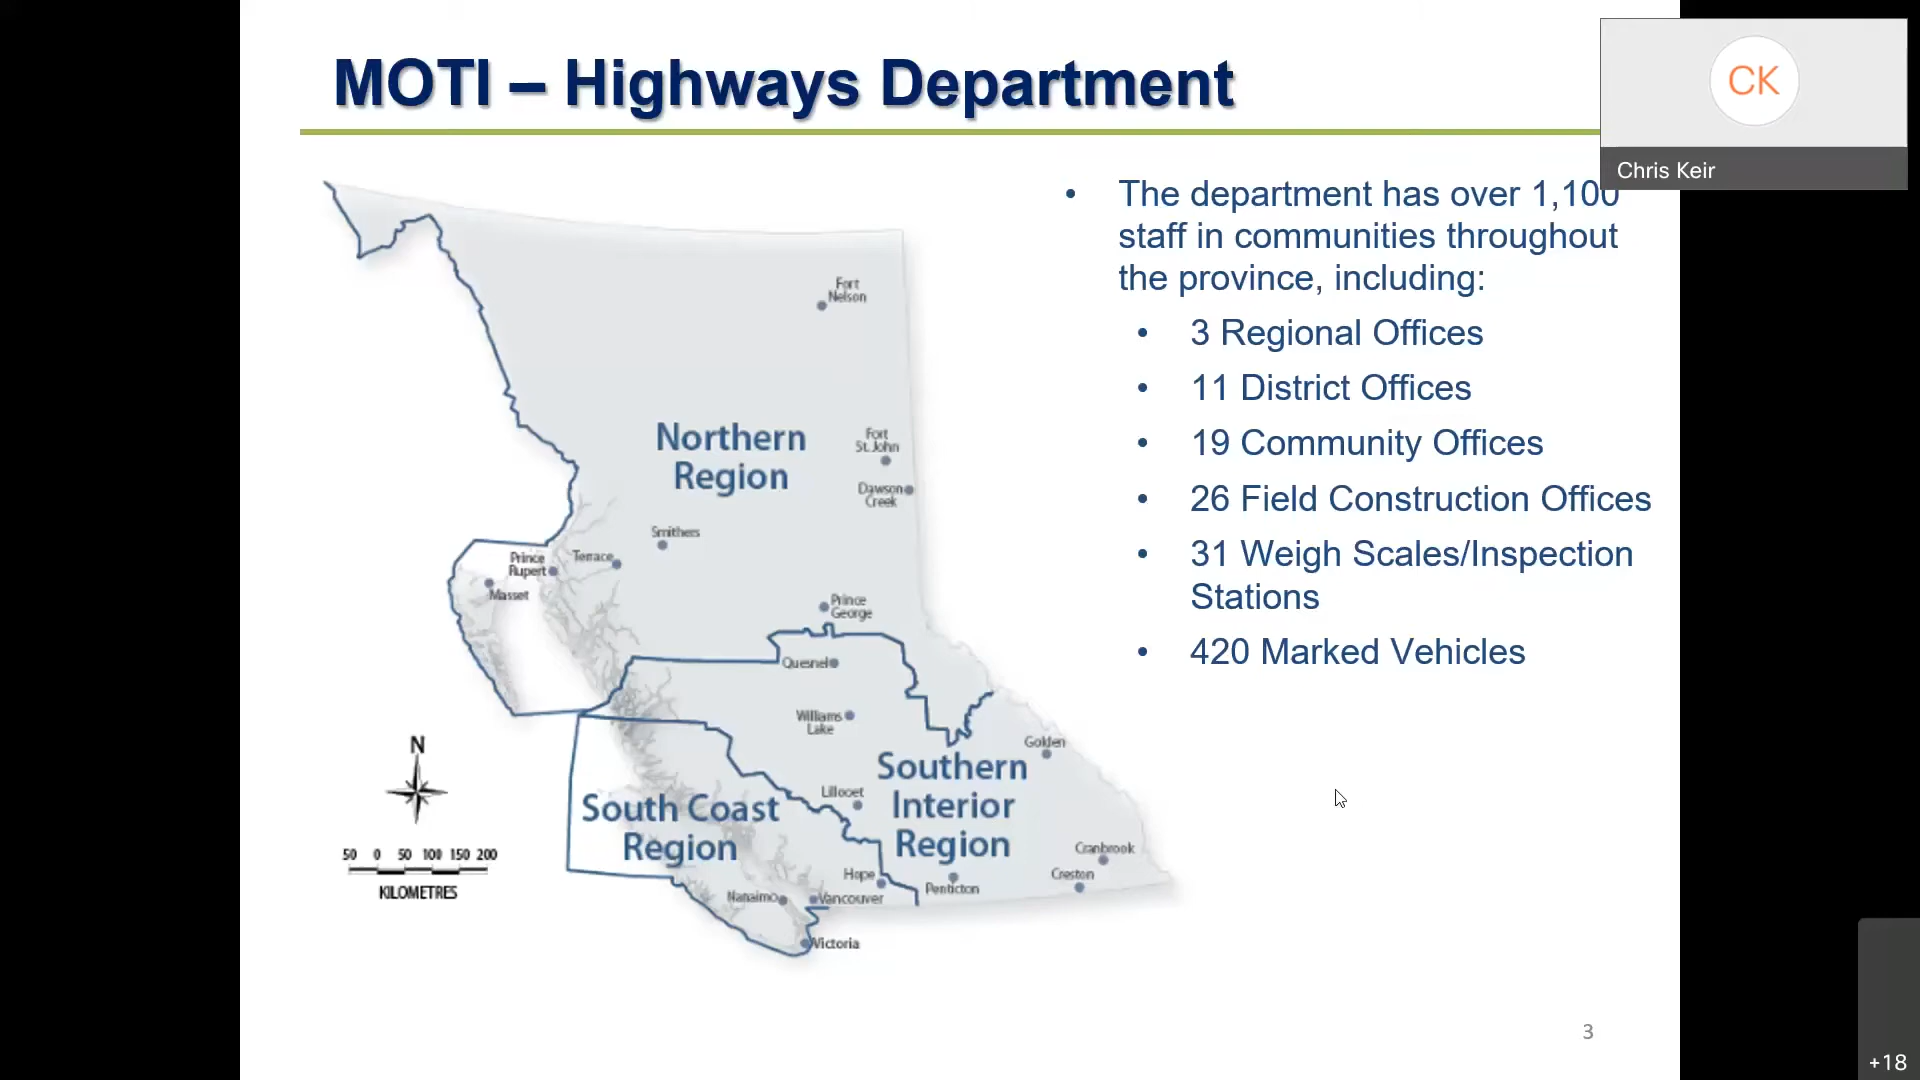 MOTI – Highways Department
CK
Chris Keir
• The department has over 1,100
staff in communities throughout
the province, including:
• 3 Regional Offices
• 11 District Offices
• 19 Community Offices
• 26 Field Construction Offices
• 31 Weigh Scales/Inspection
Stations
• 420 Marked Vehicles
Fort
Nelson
Northern
Region
Fort
St. John
Dawson
Creek
Smithers
Terrace
Prince
Rupert
Masset
Prince
George
Quesnel
Williams
Lake
Golden
Southern
Interior
Region
Lillooet
South Coast
Region
Cranbrook
Creston
Hope
Penticton
Nanaimo
Vancouver
Victoria
N
50 0 50 100 150 200
KILOMETRES
3
+18